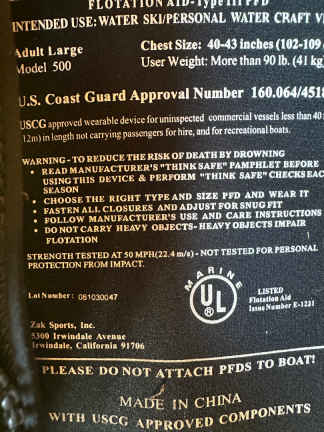 FLOTATION AID-Type III PFD
INTENDED USE: WATER SKI/PERSONAL WATER CRAFT
Adult Large
Model 500
Chest Size: 40-43 inches (102-109
User Weight: More than 90 lb. (41 kg
U.S. Coast Guard Approval Number 160.064/4518
USCG approved wearable device for uninspected commercial vessels less than 40
12m) in length not carrying passengers for hire, and for recreational boats.
WARNING - TO REDUCE THE RISK OF DEATH BY DROWNING
• READ MANUFACTURER'S "THINK SAFE" PAMPHLET BEFORE
USING THIS DEVICE & PERFORM "THINK SAFE" CHECKS EAC
SEASON
• CHOOSE THE RIGHT TYPE AND SIZE PFD AND WEAR IT
• FASTEN ALL CLOSURES AND ADJUST FOR SNUG FIT
• FOLLOW MANUFACTURER'S USE AND CARE INSTRUCTIONS
• DO NOT CARRY HEAVY OBJECTS- HEAVY OBJECTS IMPAIR
FLOTATION
STRENGTH TESTED AT 50 MPH (22.4 m/s) - NOT TESTED FOR PERSONAL
PROTECTION FROM IMPACT.
Lot Number: 081030047
MARINE
UL
®
LISTED
Flotation Aid
Issue Number E-1221
Zak Sports, Inc.
5300 Irwindale Avenue
Irwindale, California 91706
PLEASE DO NOT ATTACH PFDS TO BOAT!
MADE IN CHINA
WITH USCG APPROVED COMPONENTS